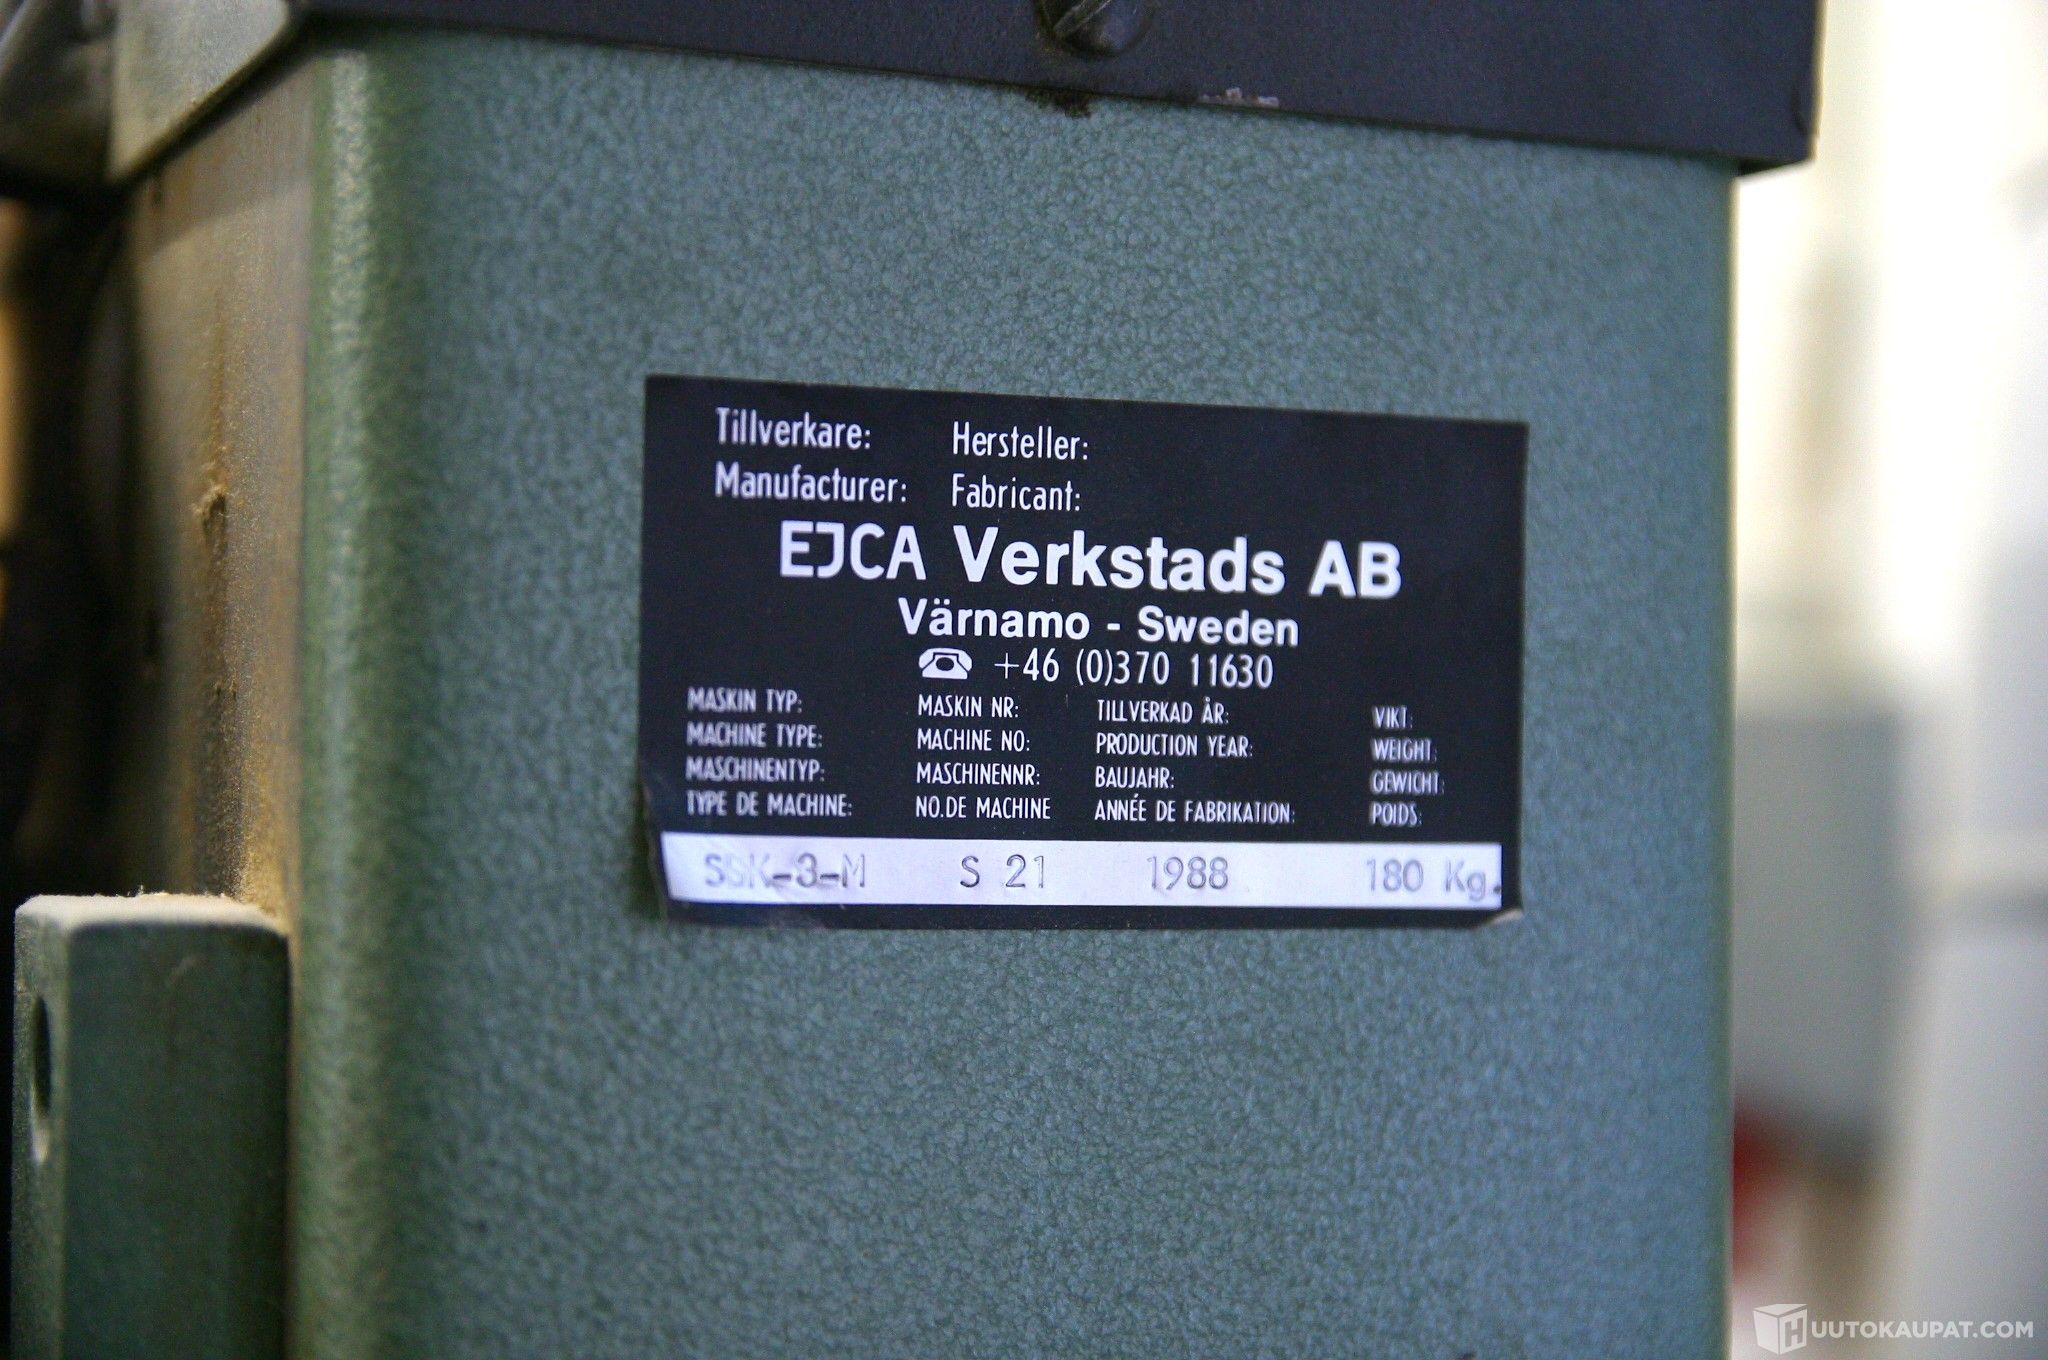 Tillverkare: Hersteller:
Manufacturer: Fabricant:
EJCA Verkstads AB
Värnamo - Sweden
+46 (0)370 11630
MASKIN TYP: MASKIN NR: TILLVERKAD ÅR: VIKT:
MACHINE TYPE: MACHINE NO: PRODUCTION YEAR: WEIGHT:
MASCHINENTYP: MASCHINENNR: BAUJAHR: GEWICHT:
TYPE DE MACHINE: NO.DE MACHINE ANNÉE DE FABRIKATION: POIDS:
SSK-3-M S 21 1988 180 Kg.
HUUTOKAUPAT.COM